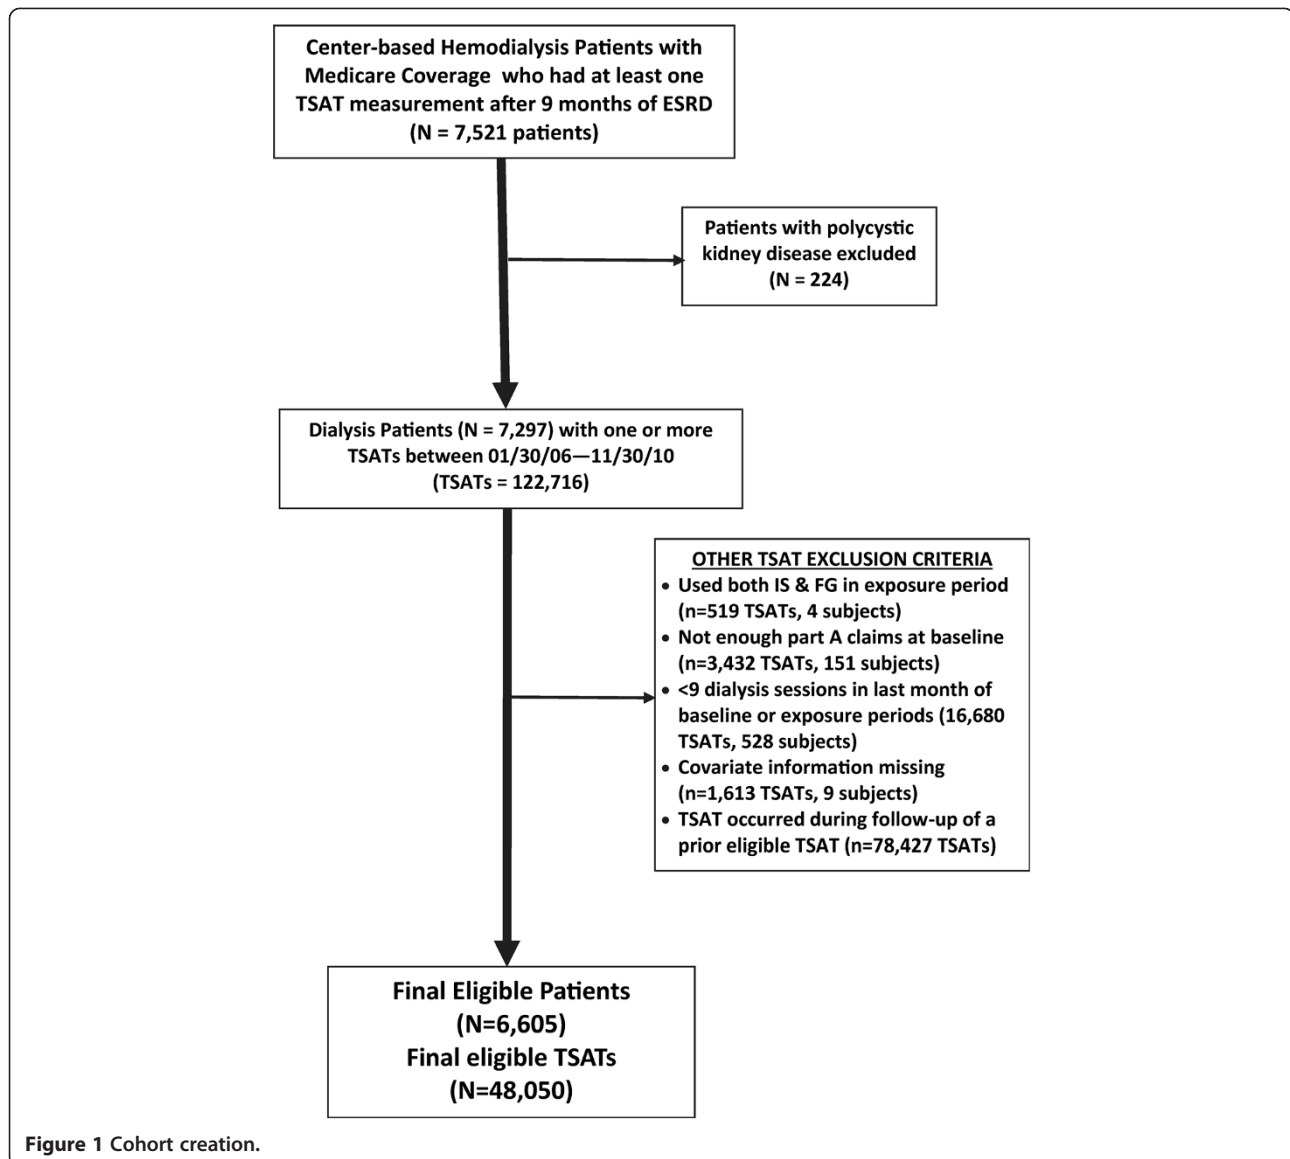 Center-based Hemodialysis Patients with
Medicare Coverage who had at least one
TSAT measurement after 9 months of ESRD
(N = 7,521 patients)
Patients with polycystic
kidney disease excluded
(N = 224)
Dialysis Patients (N = 7,297) with one or more
TSATs between 01/30/06—11/30/10
(TSATs = 122,716)
OTHER TSAT EXCLUSION CRITERIA
• Used both IS & FG in exposure period
(n=519 TSATs, 4 subjects)
• Not enough part A claims at baseline
(n=3,432 TSATs, 151 subjects)
• <9 dialysis sessions in last month of
baseline or exposure periods (16,680
TSATs, 528 subjects)
• Covariate information missing
(n=1,613 TSATs, 9 subjects)
• TSAT occurred during follow-up of a
prior eligible TSAT (n=78,427 TSATs)
Final Eligible Patients
(N=6,605)
Final eligible TSATs
(N=48,050)
Figure 1 Cohort creation.